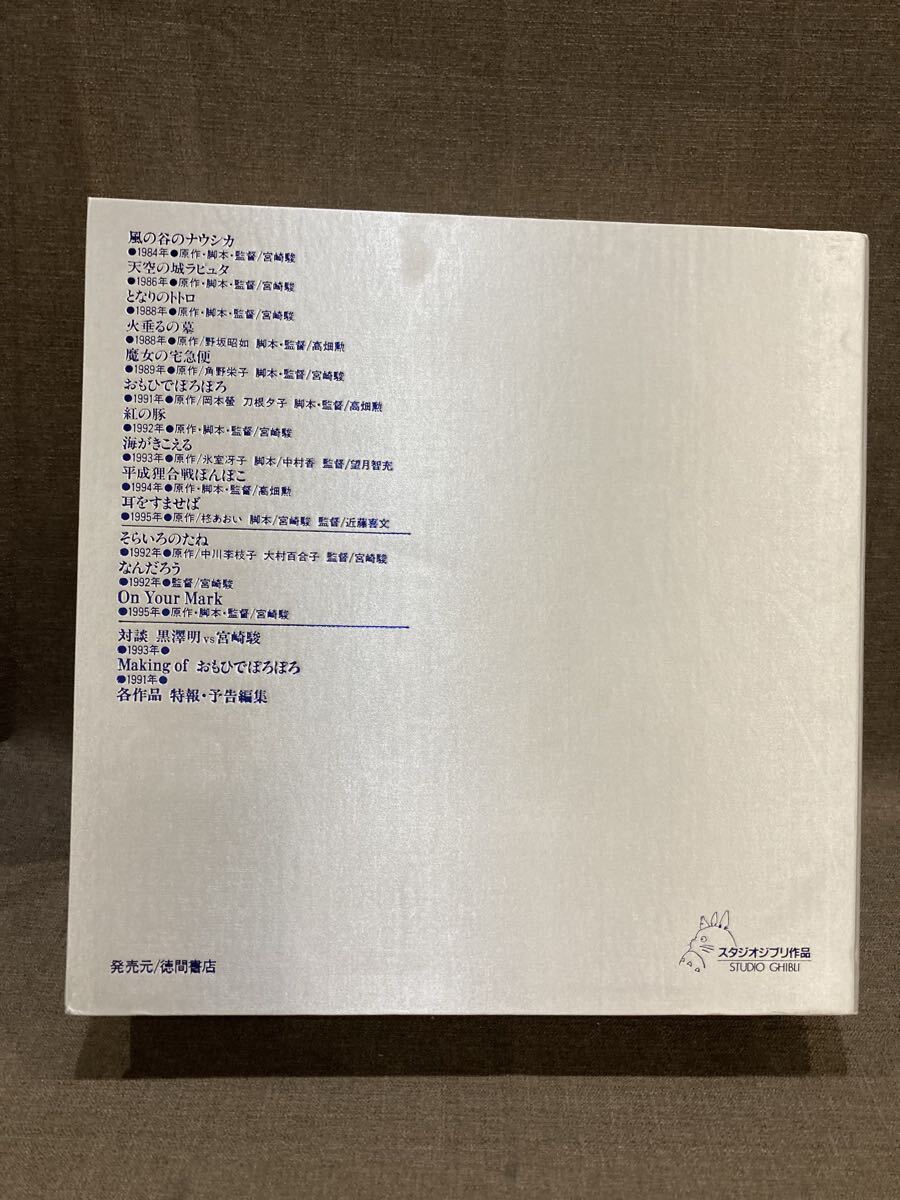 風の谷のナウシカ
●1984年●原作・脚本・監督/宮崎駿
天空の城ラピュタ
●1986年●原作・脚本・監督/宮崎駿
となりのトトロ
●1988年●原作・脚本・監督/宮崎駿
火垂るの墓
●1988年●原作/野坂昭如 脚本・監督/高畑勲
魔女の宅急便
●1989年●原作/角野栄子 脚本・監督/宮崎駿
おもひでぽろぽろ
●1991年●原作/岡本螢 刀根夕子 脚本・監督/高畑勲
紅の豚
●1992年●原作・脚本・監督/宮崎駿
海がきこえる
●1993年●原作/氷室冴子 脚本/中村香 監督/望月智充
平成狸合戦ぽんぽこ
●1994年●原作・脚本・監督/高畑勲
耳をすませば
●1995年●原作/柊あおい 脚本/宮崎駿 監督/近藤喜文
そらいろのたね
●1992年●原作/中川李枝子 大村百合子 監督/宮崎駿
なんだろう
●1992年●監督/宮崎駿
On Your Mark
●1995年●原作・脚本・監督/宮崎駿
対談 黒澤明vs宮崎駿
●1993年●
Making of おもひでぽろぽろ
●1991年●
各作品 特報・予告編集
発売元/徳間書店
スタジオジブリ作品
STUDIO GHIBLI